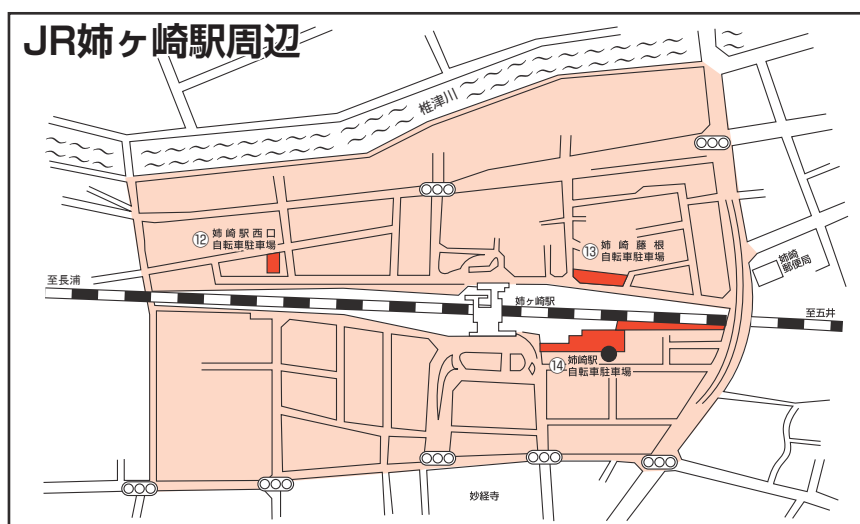 JR姉ヶ崎駅周辺
椎津川
⑫ 姉崎駅西口
自転車駐車場
⑬ 姉崎藤根
自転車駐車場
姉崎
郵便局
至長浦
姉ヶ崎駅
至五井
⑭ 姉崎駅
自転車駐車場
妙経寺